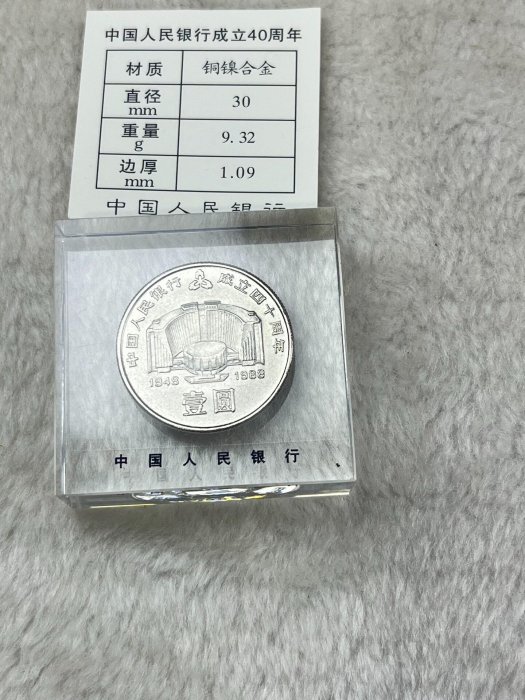 中国人民银行成立40周年
材质 铜镍合金
直径 mm 30
重量 g 9.32
边厚 mm 1.09
中国人民银行
中国人民银行 成立四十周年
1948 1988
壹圆
中国人民银行